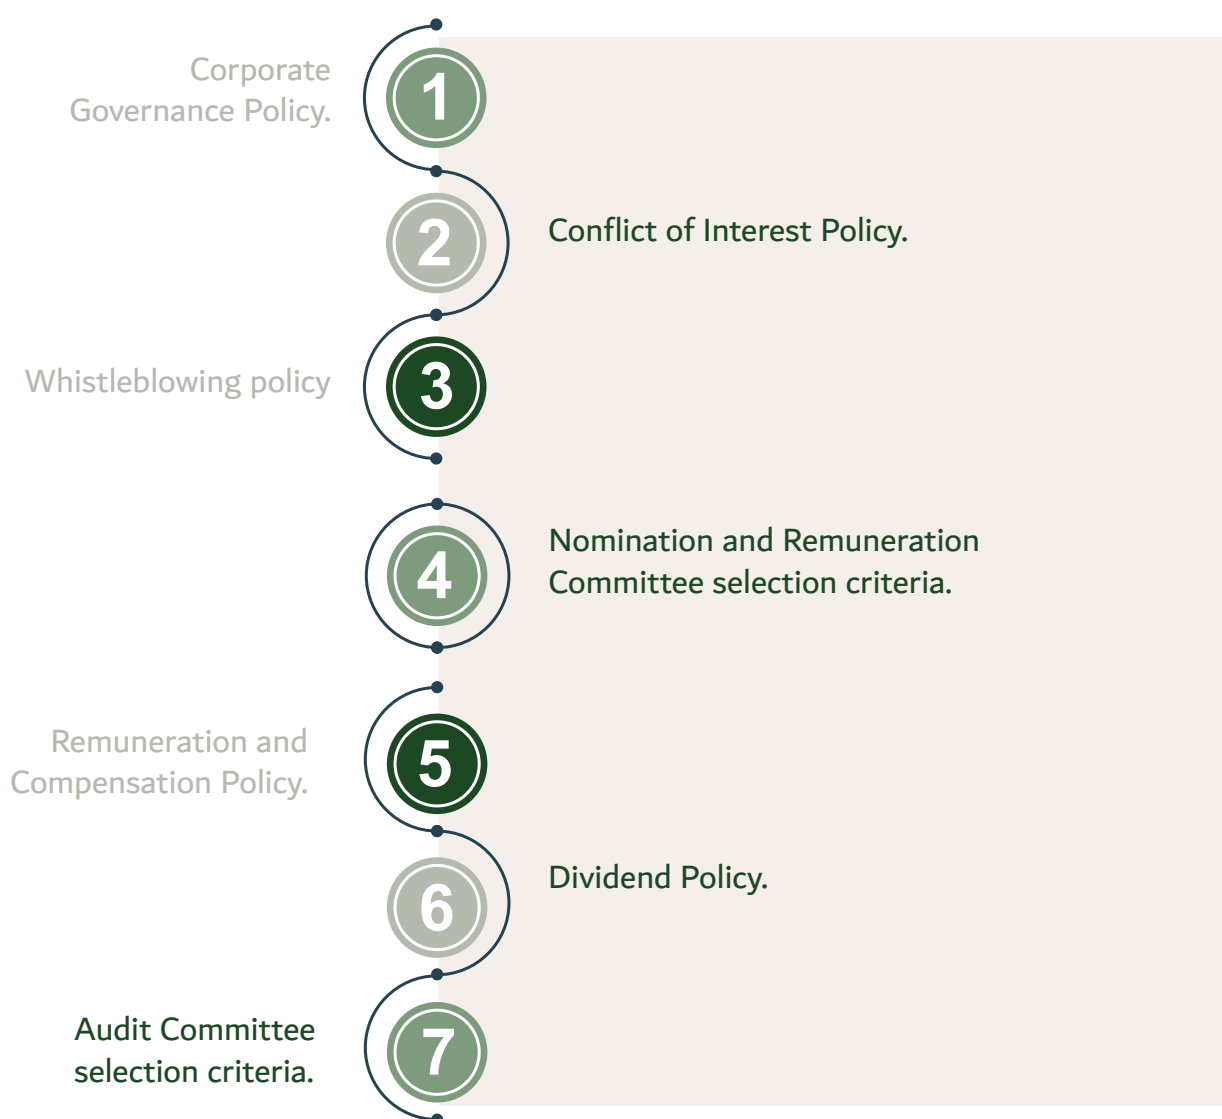 Corporate
Governance Policy.
1
2
Conflict of Interest Policy.
Whistleblowing policy
3
4
Nomination and Remuneration
Committee selection criteria.
Remuneration and
Compensation Policy.
5
6
Dividend Policy.
Audit Committee
selection criteria.
7